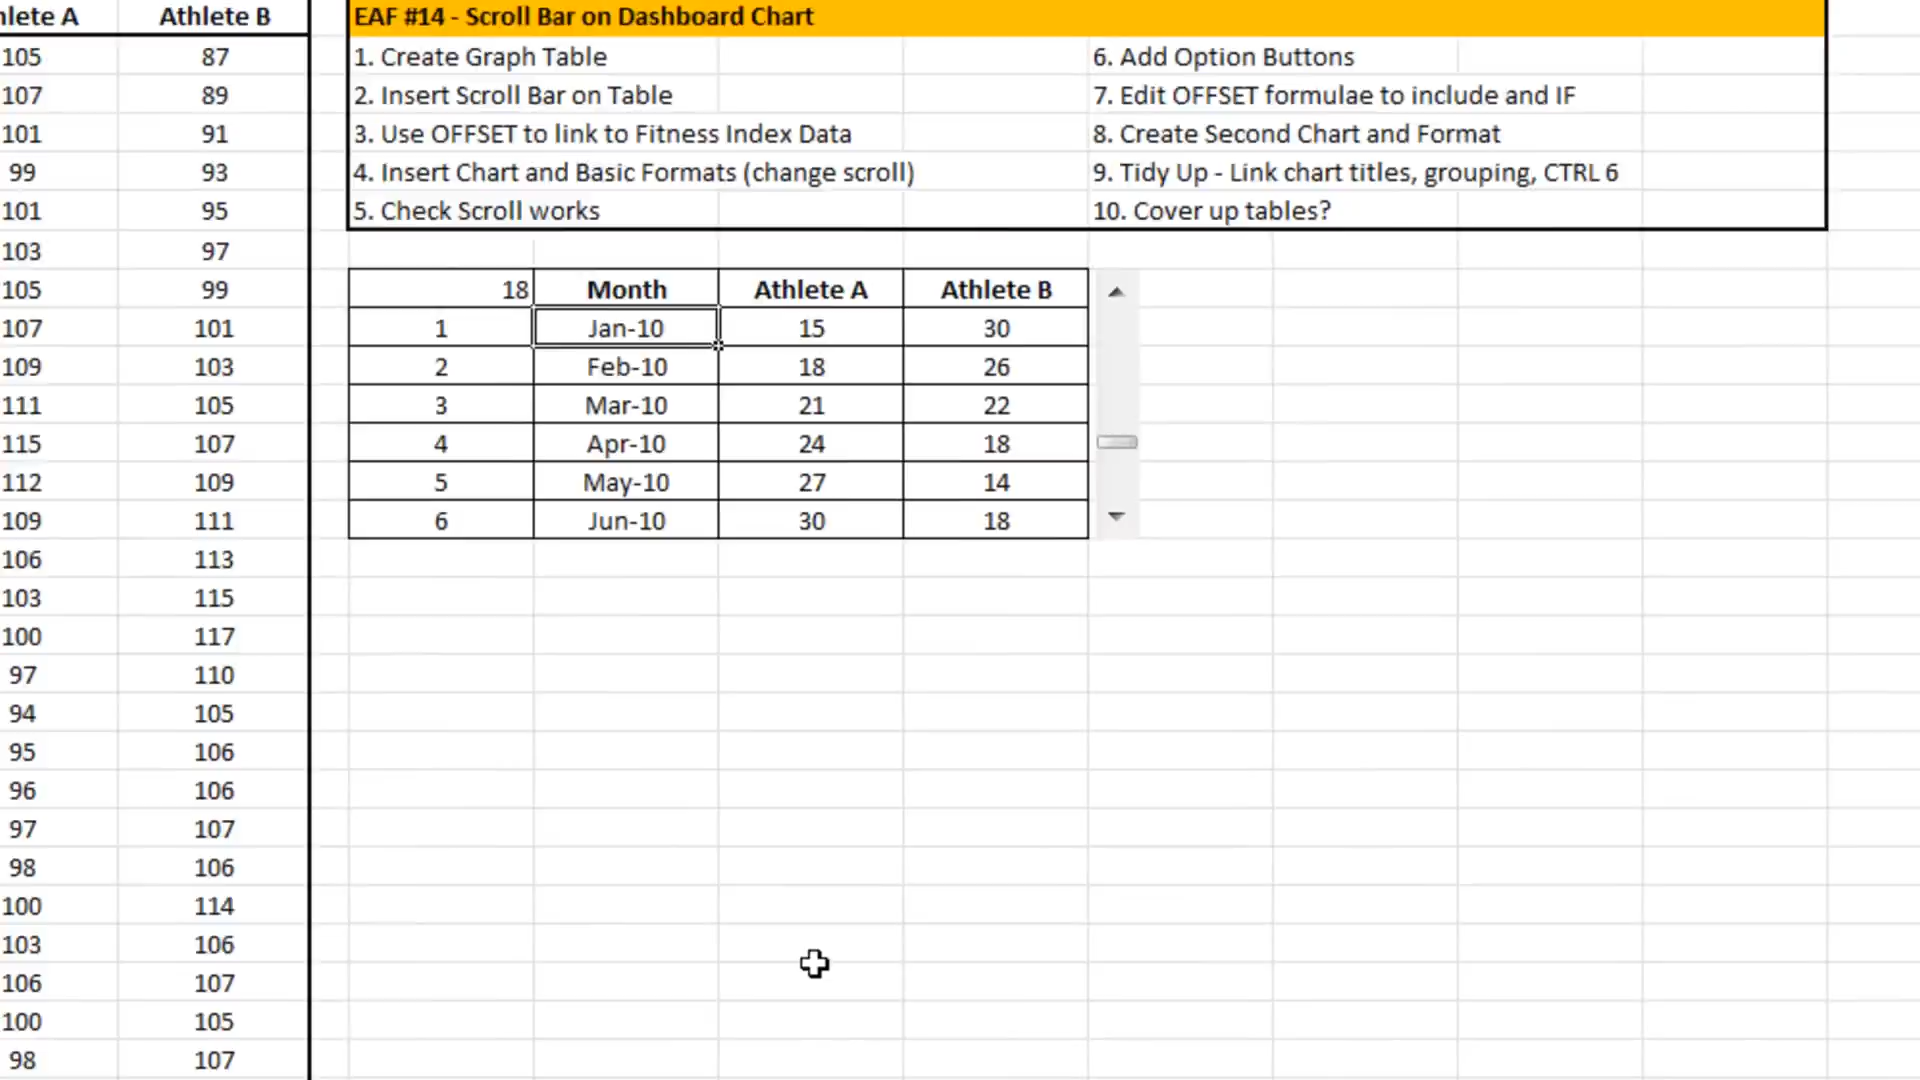 lete A Athlete B EAF #14 - Scroll Bar on Dashboard Chart
105 87 1. Create Graph Table 6. Add Option Buttons
107 89 2. Insert Scroll Bar on Table 7. Edit OFFSET formulae to include and IF
101 91 3. Use OFFSET to link to Fitness Index Data 8. Create Second Chart and Format
99 93 4. Insert Chart and Basic Formats (change scroll) 9. Tidy Up - Link chart titles, grouping, CTRL 6
101 95 5. Check Scroll works 10. Cover up tables?
103 97
105 99 18 Month Athlete A Athlete B
107 101 1 Jan-10 15 30
109 103 2 Feb-10 18 26
111 105 3 Mar-10 21 22
115 107 4 Apr-10 24 18
112 109 5 May-10 27 14
109 111 6 Jun-10 30 18
106 113
103 115
100 117
97 110
94 105
95 106
96 106
97 107
98 106
100 114
103 106
106 107
100 105
98 107